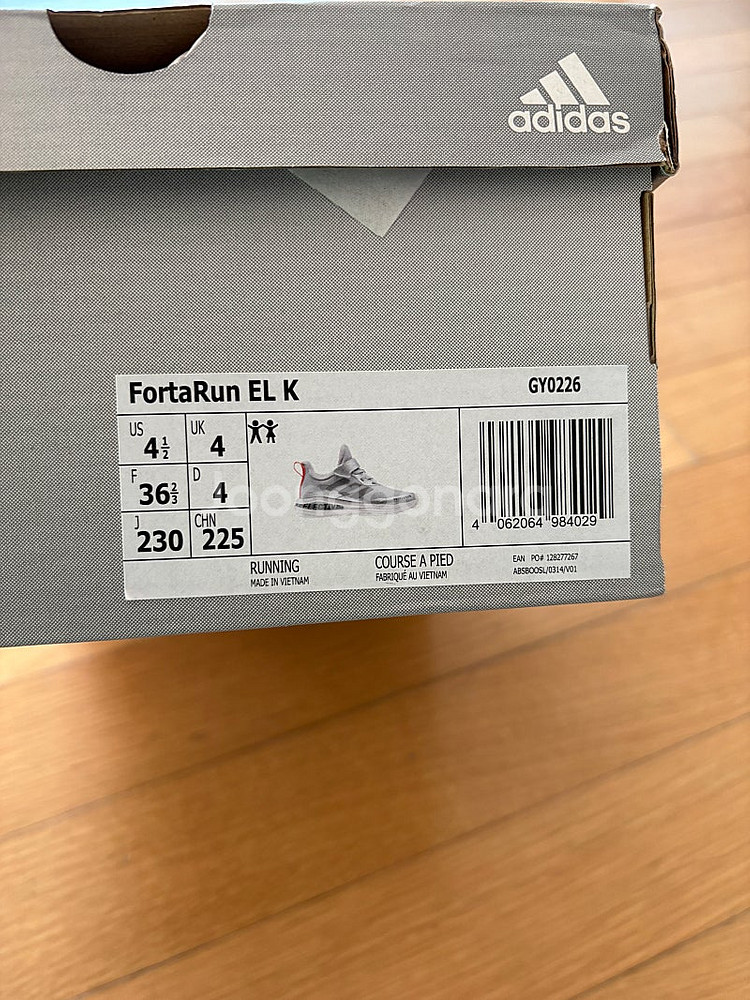 adidas
FortaRun EL K
GY0226
US 4½ UK 4
F 36⅔ D 4
J 230 CHN 225
4 062064 984029
RUNNING
MADE IN VIETNAM
COURSE A PIED
FABRIQUÉ AU VIETNAM
EAN PO# 128277267
ABSBOOSL/0314/V01
joonggonara